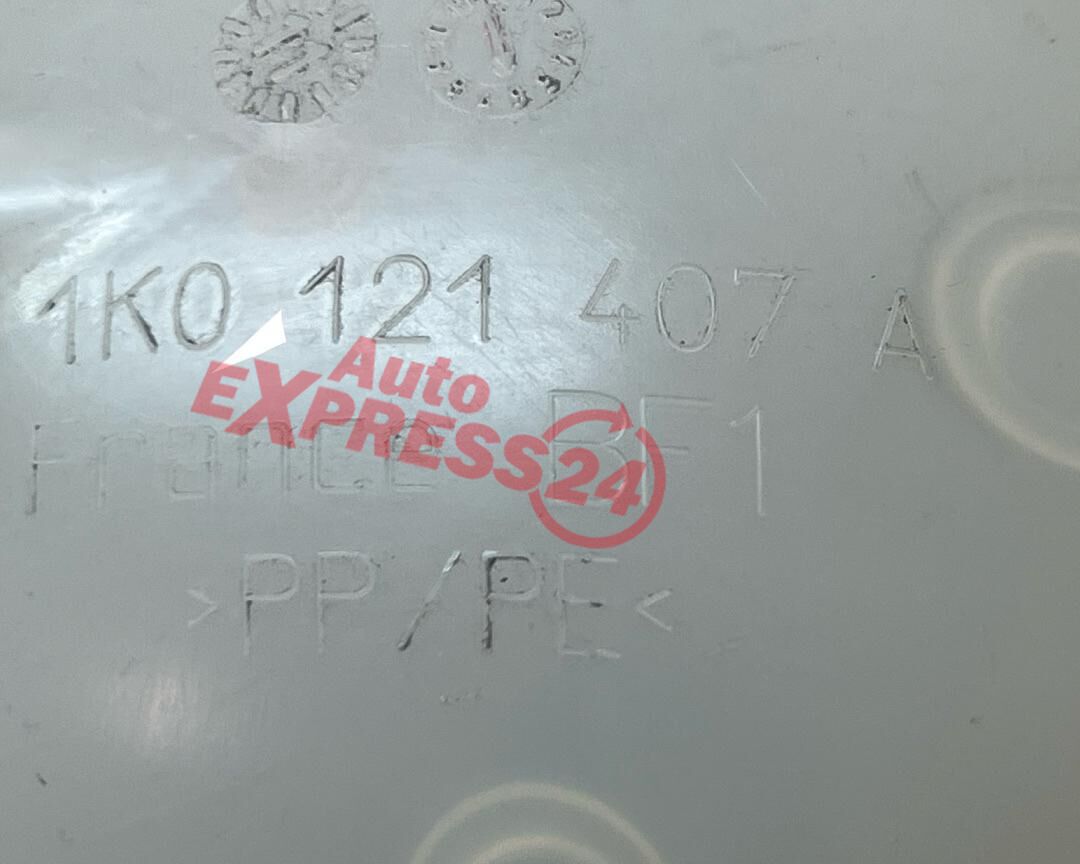 1K0 121 407 A
Auto
EXPRESS24
France BF1
>PP/PE<